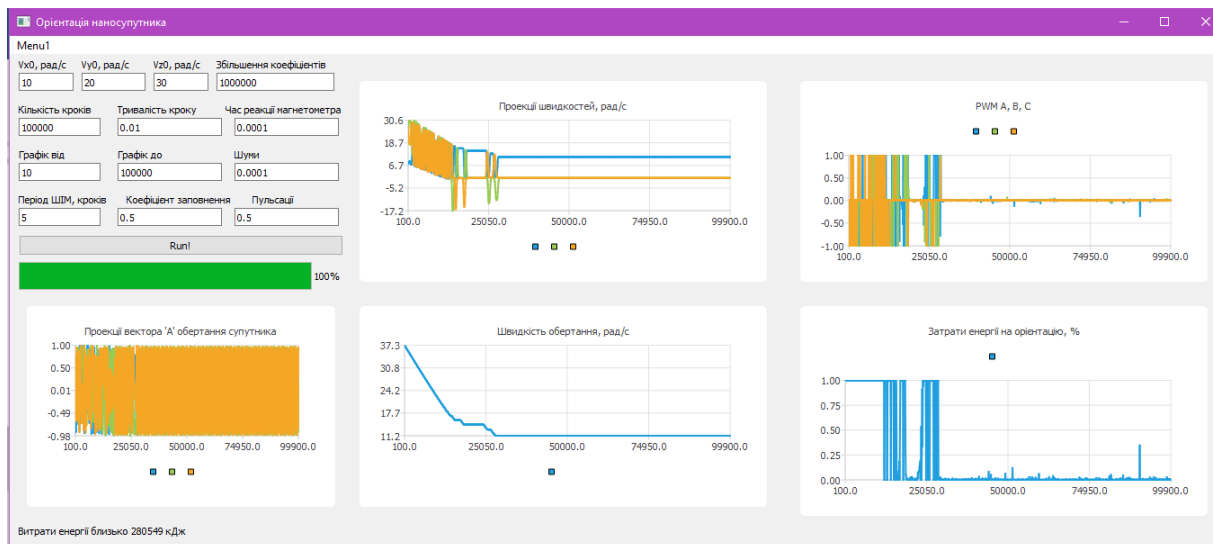 Орієнтація наносупутника
Menu1
Vx0, рад/с Vy0, рад/с Vz0, рад/с Збільшення коефіцієнтів
10 20 30 1000000
Кількість кроків Тривалість кроку Час реакції магнетометра
100000 0.01 0.0001
Графік від Графік до Шуми
10 100000 0.0001
Період ШІМ, кроків Коефіцієнт заповнення Пульсації
5 0.5 0.5
Run!
100%
Проекції швидкостей, рад/с
30.6
18.7
6.7
-5.2
-17.2
100.0 25050.0 50000.0 74950.0 99900.0
PWM A, B, C
1.00
0.50
0.00
-0.50
-1.00
100.0 25050.0 50000.0 74950.0 99900.0
Проекції вектора 'A' обертання супутника
1.00
0.50
0.01
-0.49
-0.98
100.0 25050.0 50000.0 74950.0 99900.0
Швидкість обертання, рад/с
37.3
30.8
24.2
17.7
11.2
100.0 25050.0 50000.0 74950.0 99900.0
Затрати енергії на орієнтацію, %
1.00
0.75
0.50
0.25
0.00
100.0 25050.0 50000.0 74950.0 99900.0
Витрати енергії близько 280549 кДж